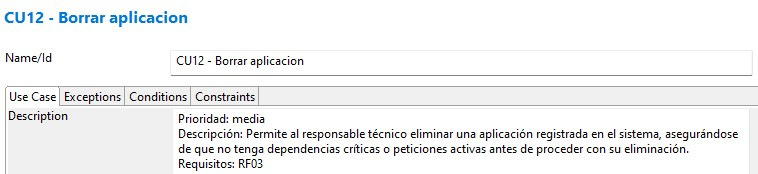 CU12 - Borrar aplicacion
Name/Id
CU12 - Borrar aplicacion
Use Case Exceptions Conditions Constraints
Description
Prioridad: media
Descripción: Permite al responsable técnico eliminar una aplicación registrada en el sistema, asegurándose
de que no tenga dependencias críticas o peticiones activas antes de proceder con su eliminación.
Requisitos: RF03